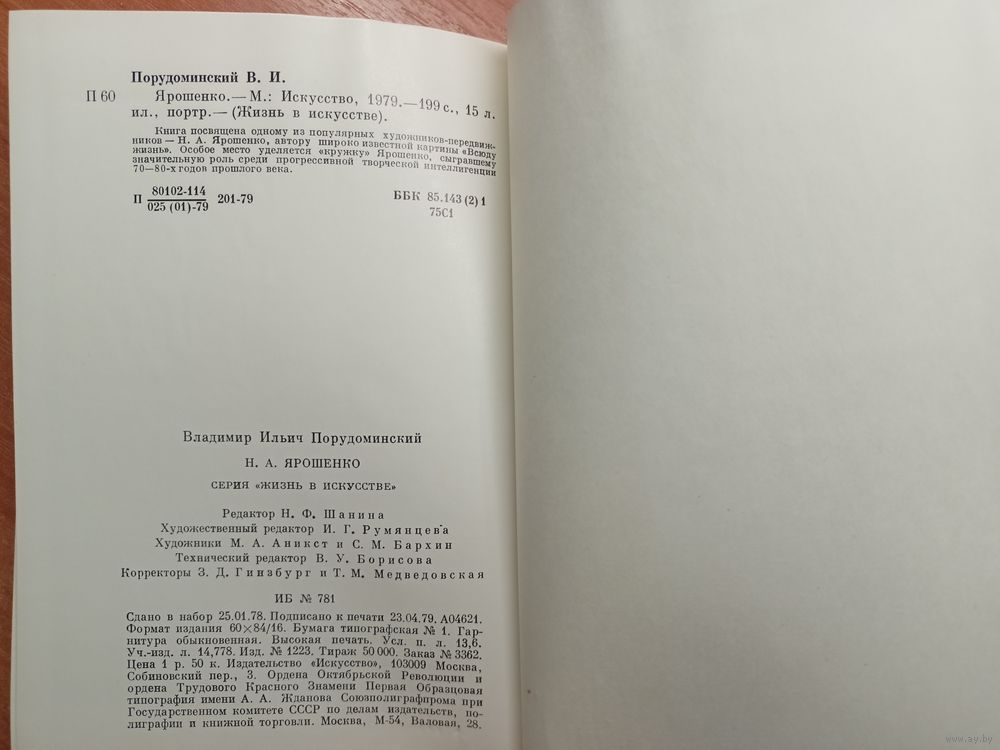 Порудоминский В. И.
П 60 Ярошенко.— М.: Искусство, 1979.—199 с., 15 л.
ил., портр.— (Жизнь в искусстве).
Книга посвящена одному из популярных художников-передвиж-
ников — Н. А. Ярошенко, автору широко известной картины «Всюду
жизнь». Особое место уделяется «кружку» Ярошенко, сыгравшему
значительную роль среди прогрессивной творческой интеллигенции
70—80-х годов прошлого века.
П 80102-114
025 (01)-79 201-79
ББК 85.143 (2) 1
75С1
Владимир Ильич Порудоминский
Н. А. ЯРОШЕНКО
СЕРИЯ «ЖИЗНЬ В ИСКУССТВЕ»
Редактор Н. Ф. Шанина
Художественный редактор И. Г. Румянцева
Художники М. А. Аникст и С. М. Бархин
Технический редактор В. У. Борисова
Корректоры З. Д. Гинзбург и Т. М. Медведовская
ИБ № 781
Сдано в набор 25.01.78. Подписано к печати 23.04.79. А04621.
Формат издания 60×84/16. Бумага типографская № 1. Гар-
нитура обыкновенная. Высокая печать. Усл. п. л. 13,6.
Уч.-изд. л. 14,778. Изд. № 1223. Тираж 50 000. Заказ № 3362.
Цена 1 р. 50 к. Издательство «Искусство», 103009 Москва,
Собиновский пер., 3. Ордена Октябрьской Революции и
ордена Трудового Красного Знамени Первая Образцовая
типография имени А. А. Жданова Союзполиграфпрома при
Государственном комитете СССР по делам издательств, по-
лиграфии и книжной торговли. Москва, М-54, Валовая, 28.
www.ay.by